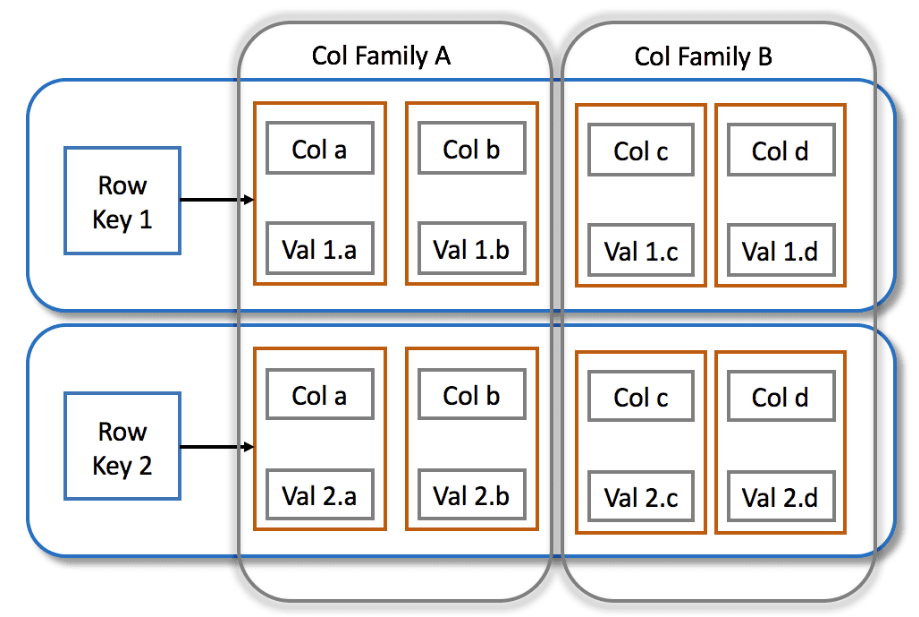 Col Family A
Col Family B
Row
Key 1
Col a
Col b
Col c
Col d
Val 1.a
Val 1.b
Val 1.c
Val 1.d
Row
Key 2
Col a
Col b
Col c
Col d
Val 2.a
Val 2.b
Val 2.c
Val 2.d